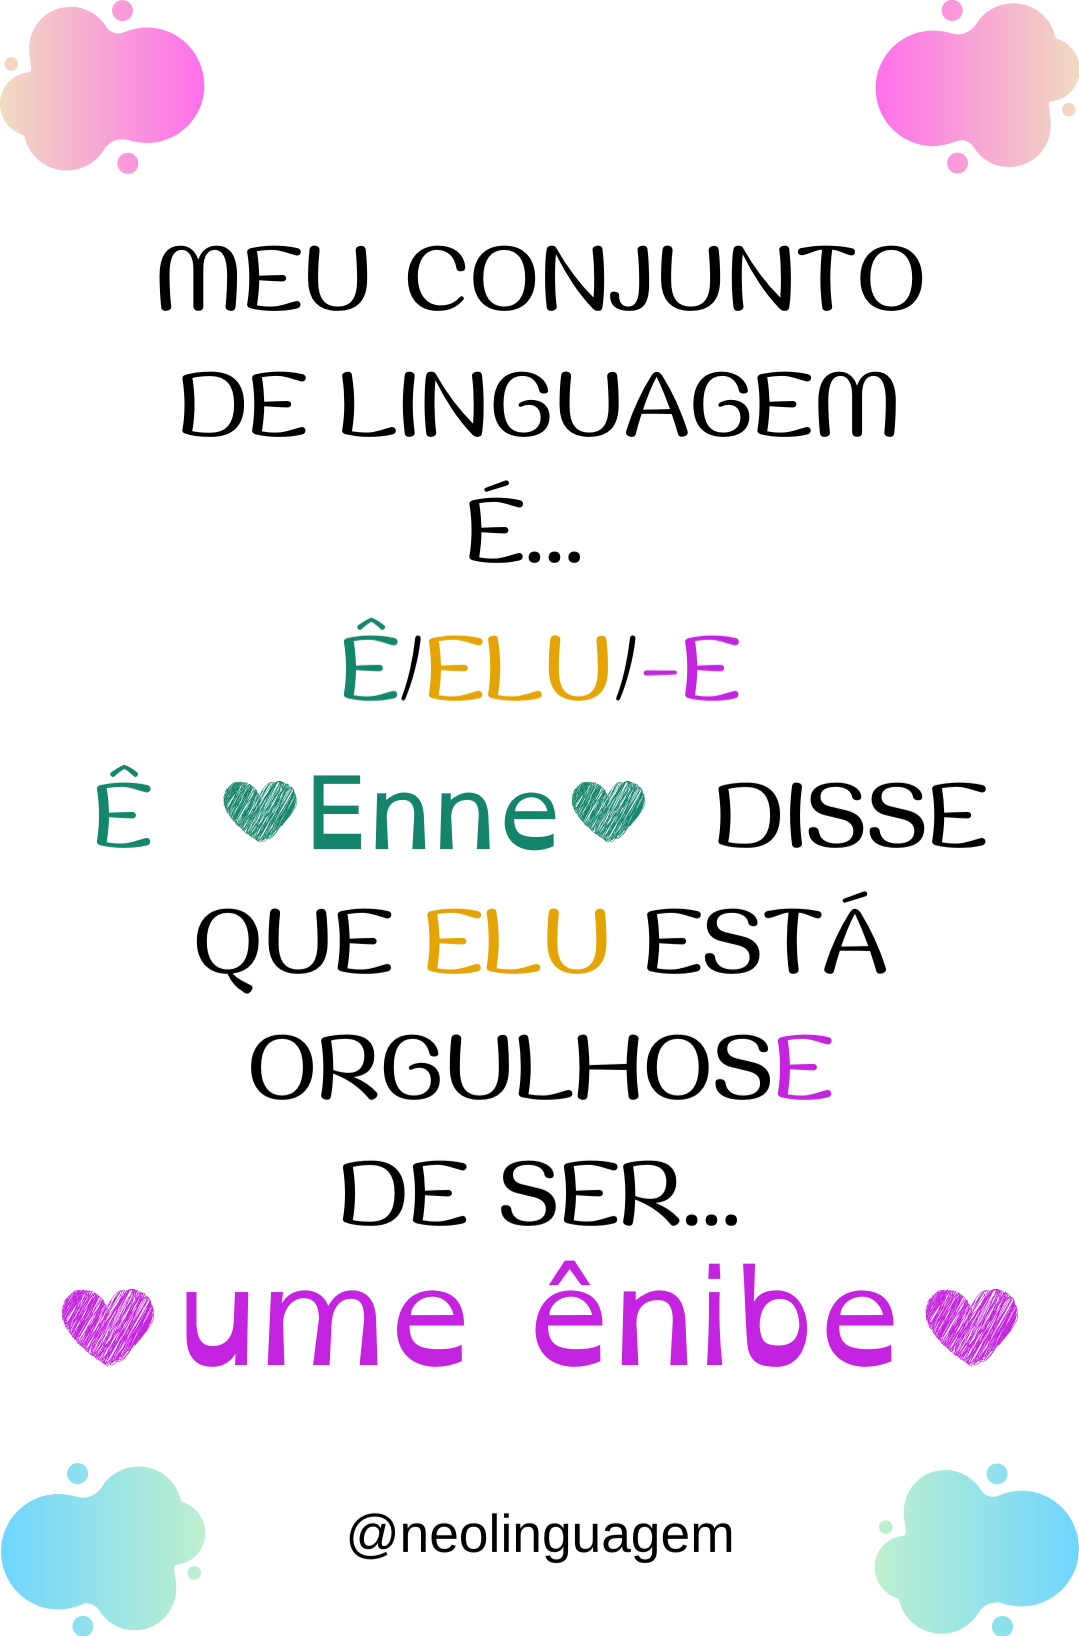 MEU CONJUNTO
DE LINGUAGEM
É...
Ê/ELU/-E
Ê Enne DISSE
QUE ELU ESTÁ
ORGULHOSE
DE SER...
ume ênibe
@neolinguagem